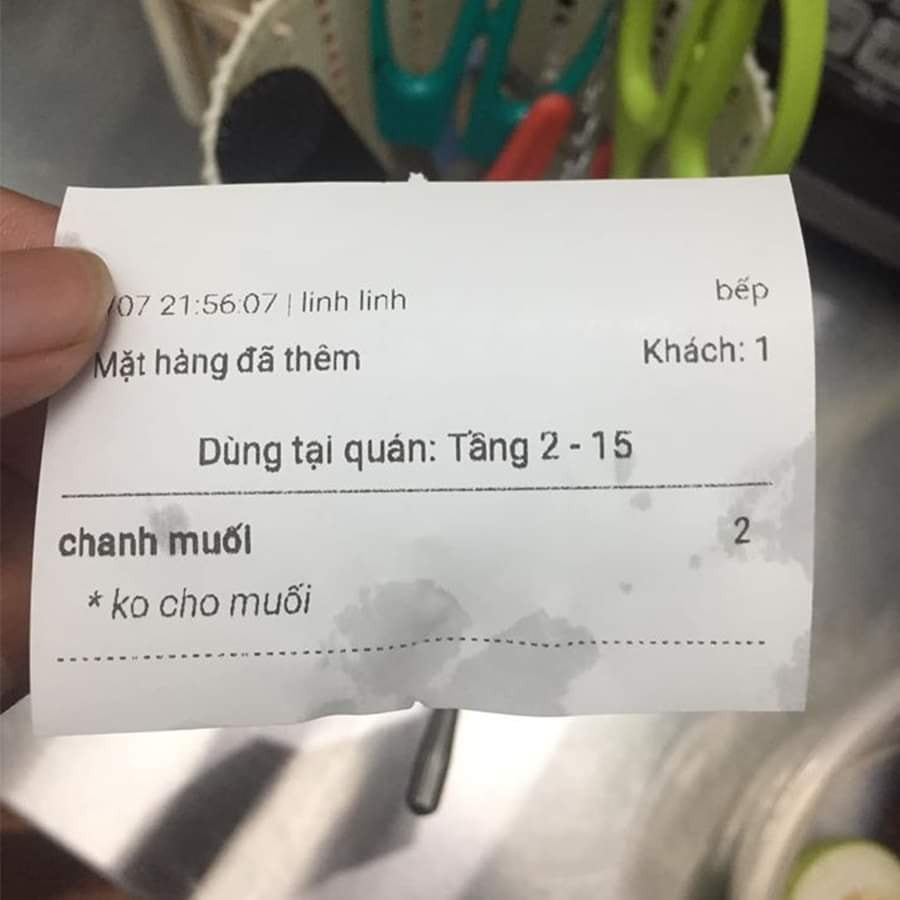 /07 21:56:07 | linh linh bếp
Mặt hàng đã thêm Khách: 1
Dùng tại quán: Tầng 2 - 15
chanh muối 2
* ko cho muối